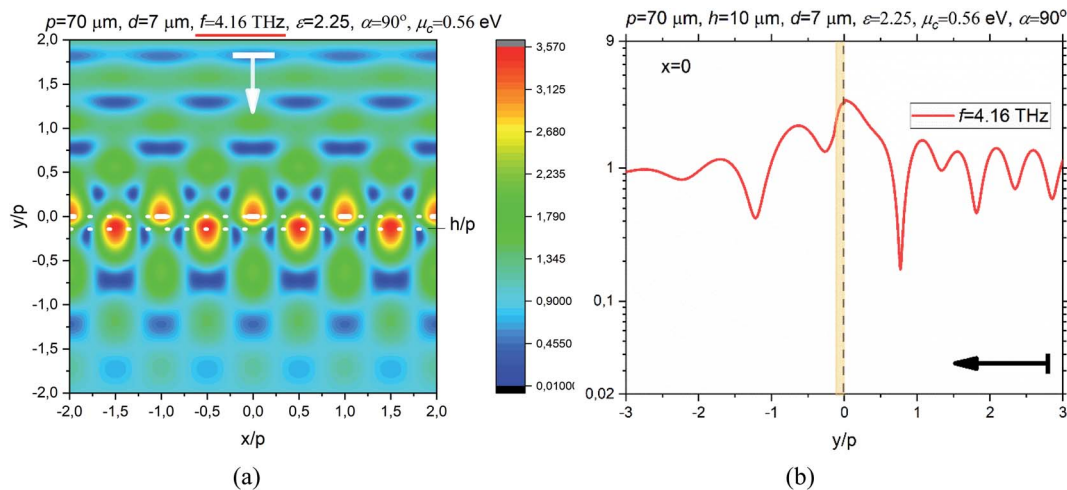 p=70 μm, d=7 μm, f=4.16 THz, ε=2.25, α=90°, μc=0.56 eV
2,0
1,5
1,0
0,5
0,0
-0,5
-1,0
-1,5
-2,0
y/p
h/p
-2,0 -1,5 -1,0 -0,5 0,0 0,5 1,0 1,5 2,0
x/p
3,570
3,125
2,680
2,235
1,790
1,345
0,9000
0,4550
0,01000
(a)
p=70 μm, h=10 μm, d=7 μm, ε=2.25, μc=0.56 eV, α=90°
9
1
0,1
0,02
x=0
f=4.16 THz
-3 -2 -1 0 1 2 3
y/p
(b)